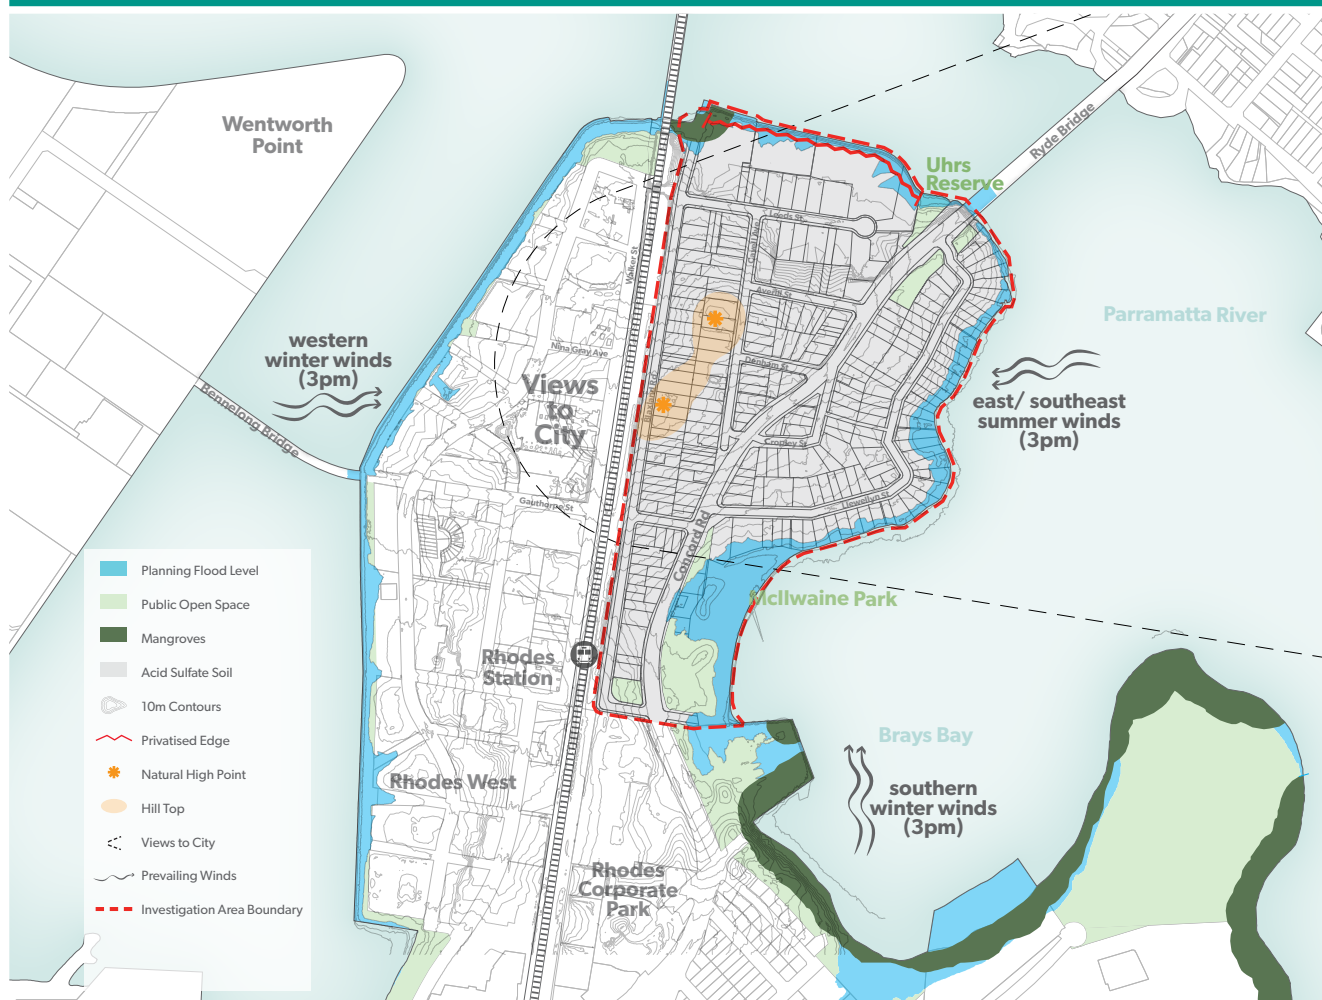 Wentworth
Point
Ryde Bridge
Uhrs
Reserve
Leeds St
Walker St
Averill St
Parramatta River
western
winter winds
(3pm)
Nina Gray Ave
Denham St
east/ southeast
summer winds
(3pm)
Views
to
City
Bennelong Bridge
Cropley St
Gauthorpe St
Llewellyn St
Concord Rd
McIlwaine Park
Rhodes
Station
Brays Bay
Rhodes West
southern
winter winds
(3pm)
Rhodes
Corporate
Park
Planning Flood Level
Public Open Space
Mangroves
Acid Sulfate Soil
10m Contours
Privatised Edge
Natural High Point
Hill Top
Views to City
Prevailing Winds
Investigation Area Boundary